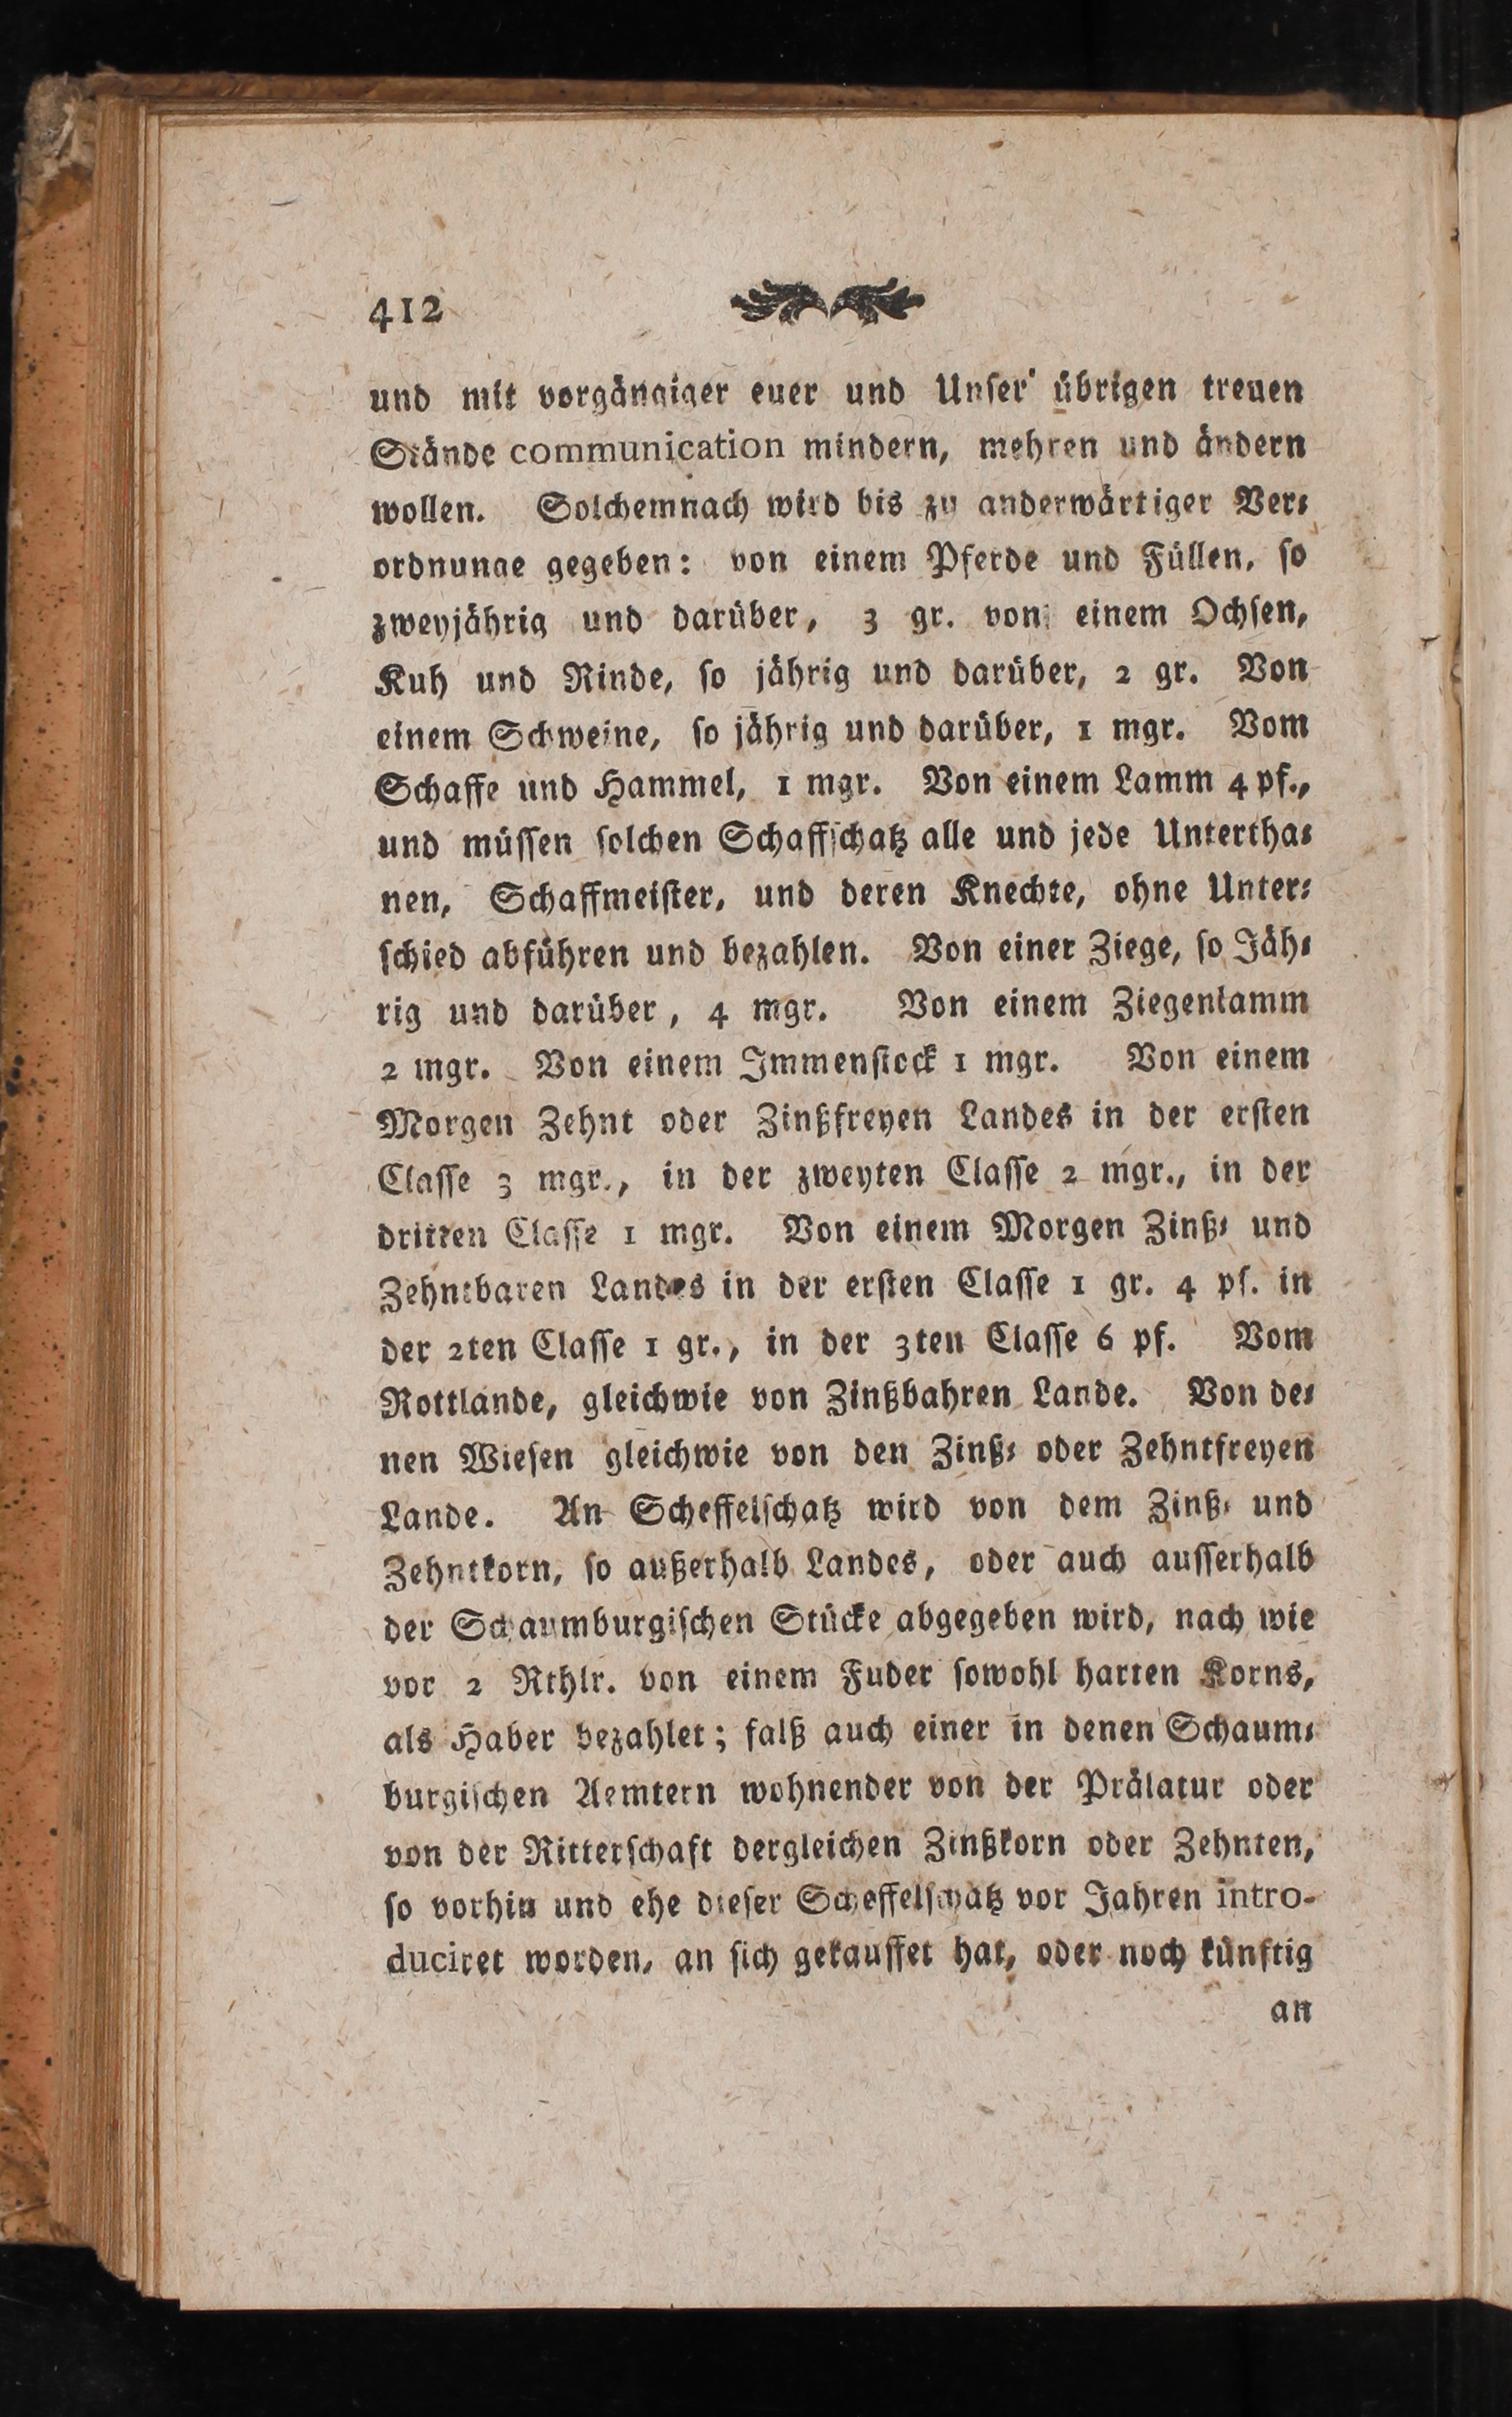 412
und mit vorgängiger euer und Unſer übrigen treuen
Stände communication mindern, mehren und ändern
wollen. Solchemnach wird bis zu anderwärtiger Ver⸗
ordnunge gegeben: von einem Pferde und Füllen, ſo
zweyjährig und darüber, 3 gr. von einem Ochſen,
Kuh und Rinde, ſo jährig und darüber, 2 gr. Von
einem Schweine, ſo jährig und darüber, 1 mgr. Vom
Schaffe und Hammel, 1 mgr. Von einem Lamm 4 pf.,
und müſſen ſolchen Schaffſchatz alle und jede Untertha⸗
nen, Schaffmeiſter, und deren Knechte, ohne Unter⸗
ſchied abführen und bezahlen. Von einer Ziege, ſo Jäh⸗
rig und darüber, 4 mgr. Von einem Ziegenlamm
2 mgr. Von einem Immenſtock 1 mgr. Von einem
Morgen Zehnt oder Zinßfreyen Landes in der erſten
Claſſe 3 mgr., in der zweyten Claſſe 2 mgr., in der
dritten Claſſe 1 mgr. Von einem Morgen Zinß⸗ und
Zehntbaren Landes in der erſten Claſſe 1 gr. 4 pf. in
der 2ten Claſſe 1 gr., in der 3ten Claſſe 6 pf. Vom
Rottlande, gleichwie von Zinßbahren Lande. Von de⸗
nen Wieſen gleichwie von den Zinß⸗ oder Zehntfreyen
Lande. An Scheffelſchatz wird von dem Zinß⸗ und
Zehntkorn, ſo außerhalb Landes, oder auch auſſerhalb
der Schaumburgiſchen Stücke abgegeben wird, nach wie
vor 2 Rthlr. von einem Fuder ſowohl harten Korns,
als Haber bezahlet; falß auch einer in denen Schaum⸗
burgiſchen Aemtern wohnender von der Prälatur oder
von der Ritterſchaft dergleichen Zinßkorn oder Zehnten,
ſo vorhin und ehe dieſer Scheffelſchatz vor Jahren intro-
duciret worden, an ſich gekauffet hat, oder noch künftig
an